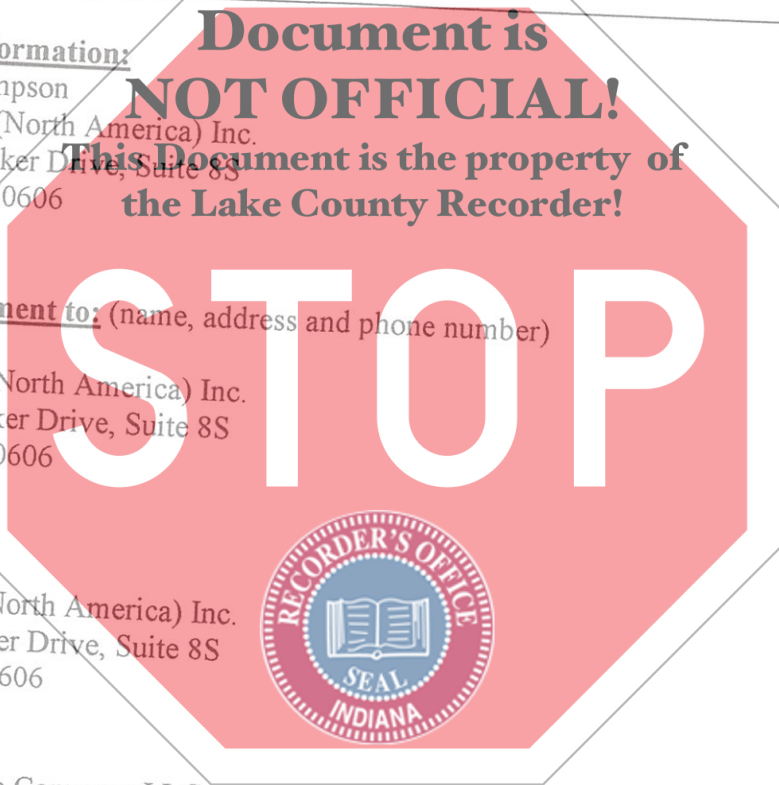 Document is
ormation:
NOT OFFICIAL!
mpson
(North America) Inc.
This Document is the property of
ker Drive, Suite 8S
0606
the Lake County Recorder!
ment to: (name, address and phone number)
STOP
North America) Inc.
ker Drive, Suite 8S
0606
RECORDER'S OFFICE
SEAL
INDIANA
North America) Inc.
er Drive, Suite 8S
606